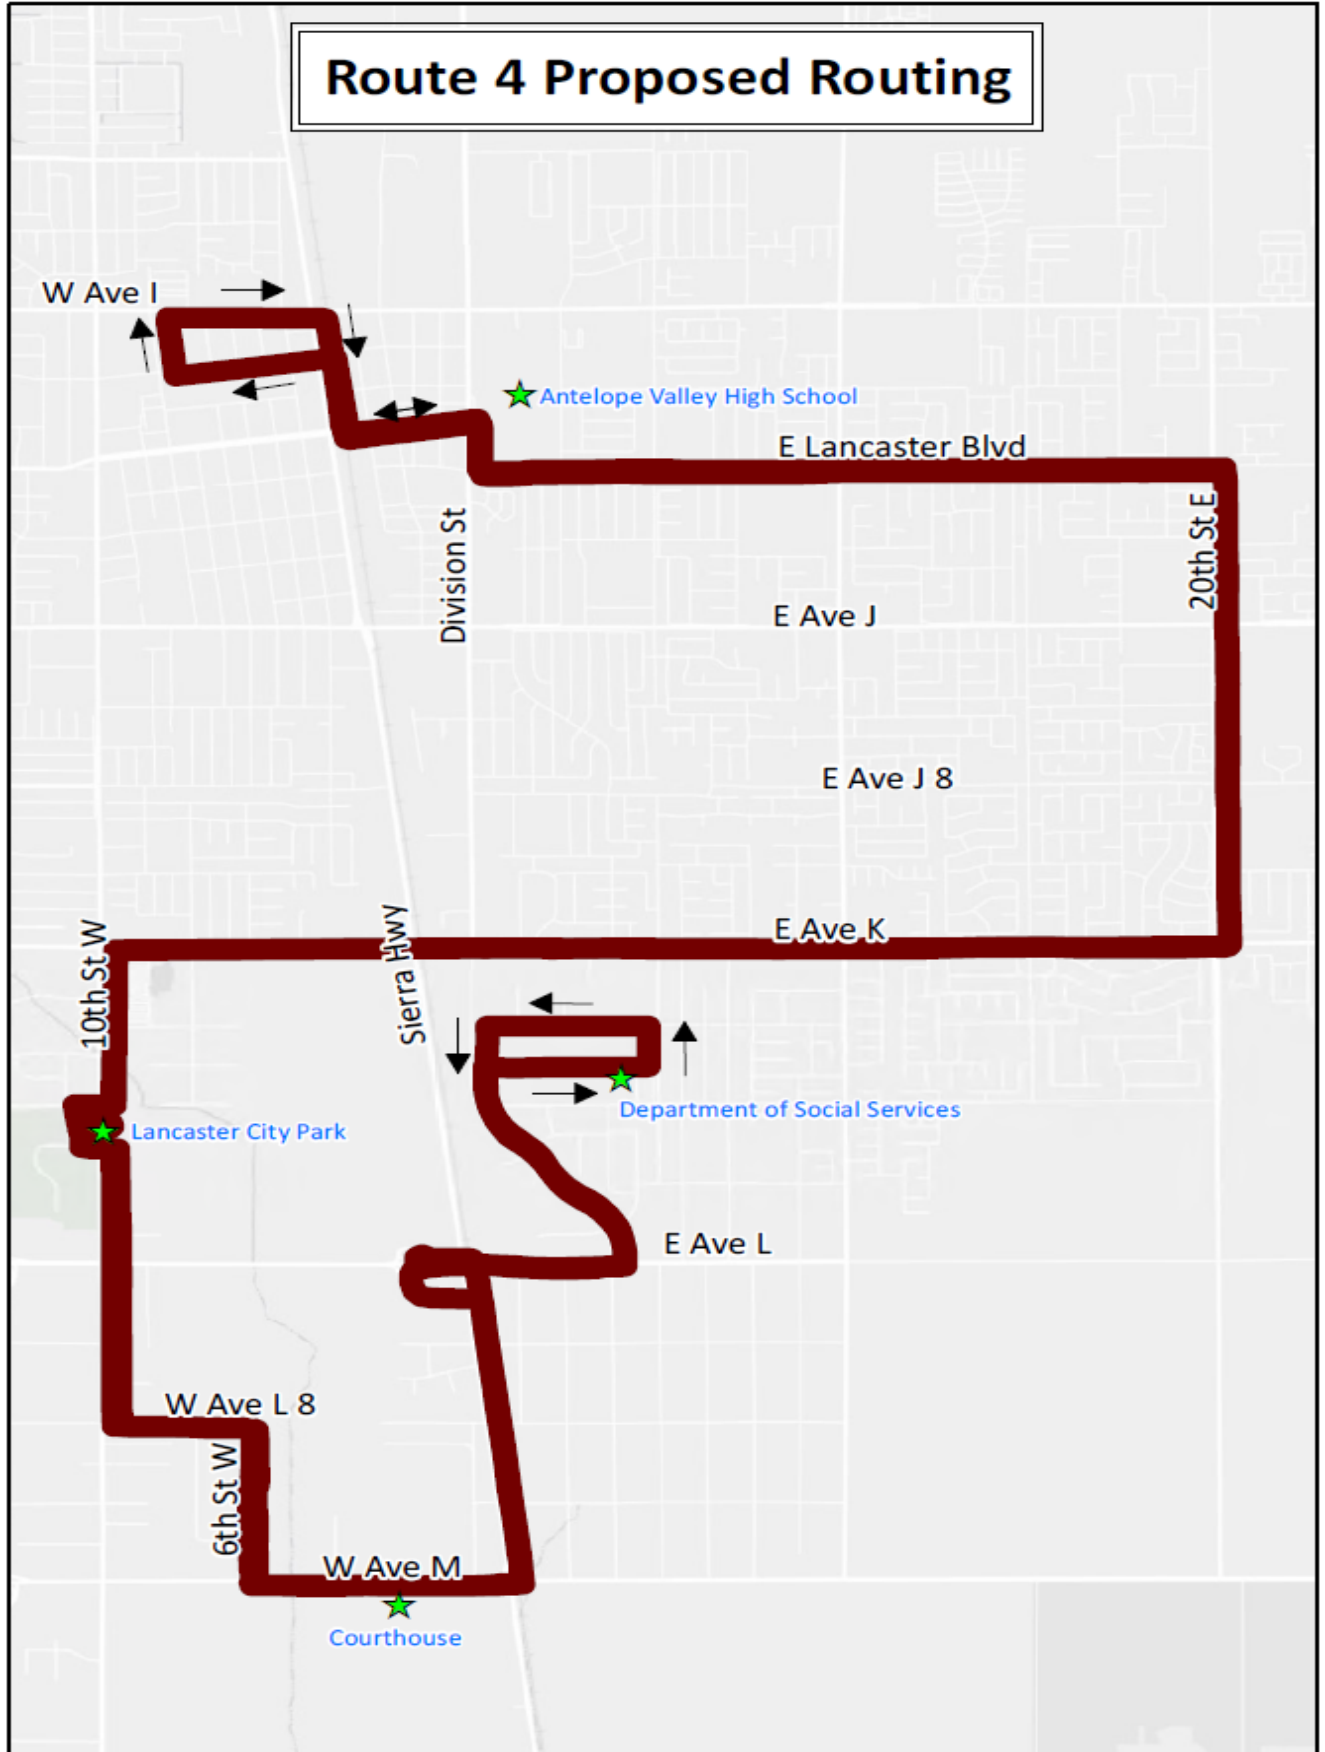 Route 4 Proposed Routing
W Ave I
Antelope Valley High School
E Lancaster Blvd
20th St E
Division St
E Ave J
E Ave J 8
E Ave K
10th St W
Sierra Hwy
Department of Social Services
Lancaster City Park
E Ave L
W Ave L 8
6th St W
W Ave M
Courthouse